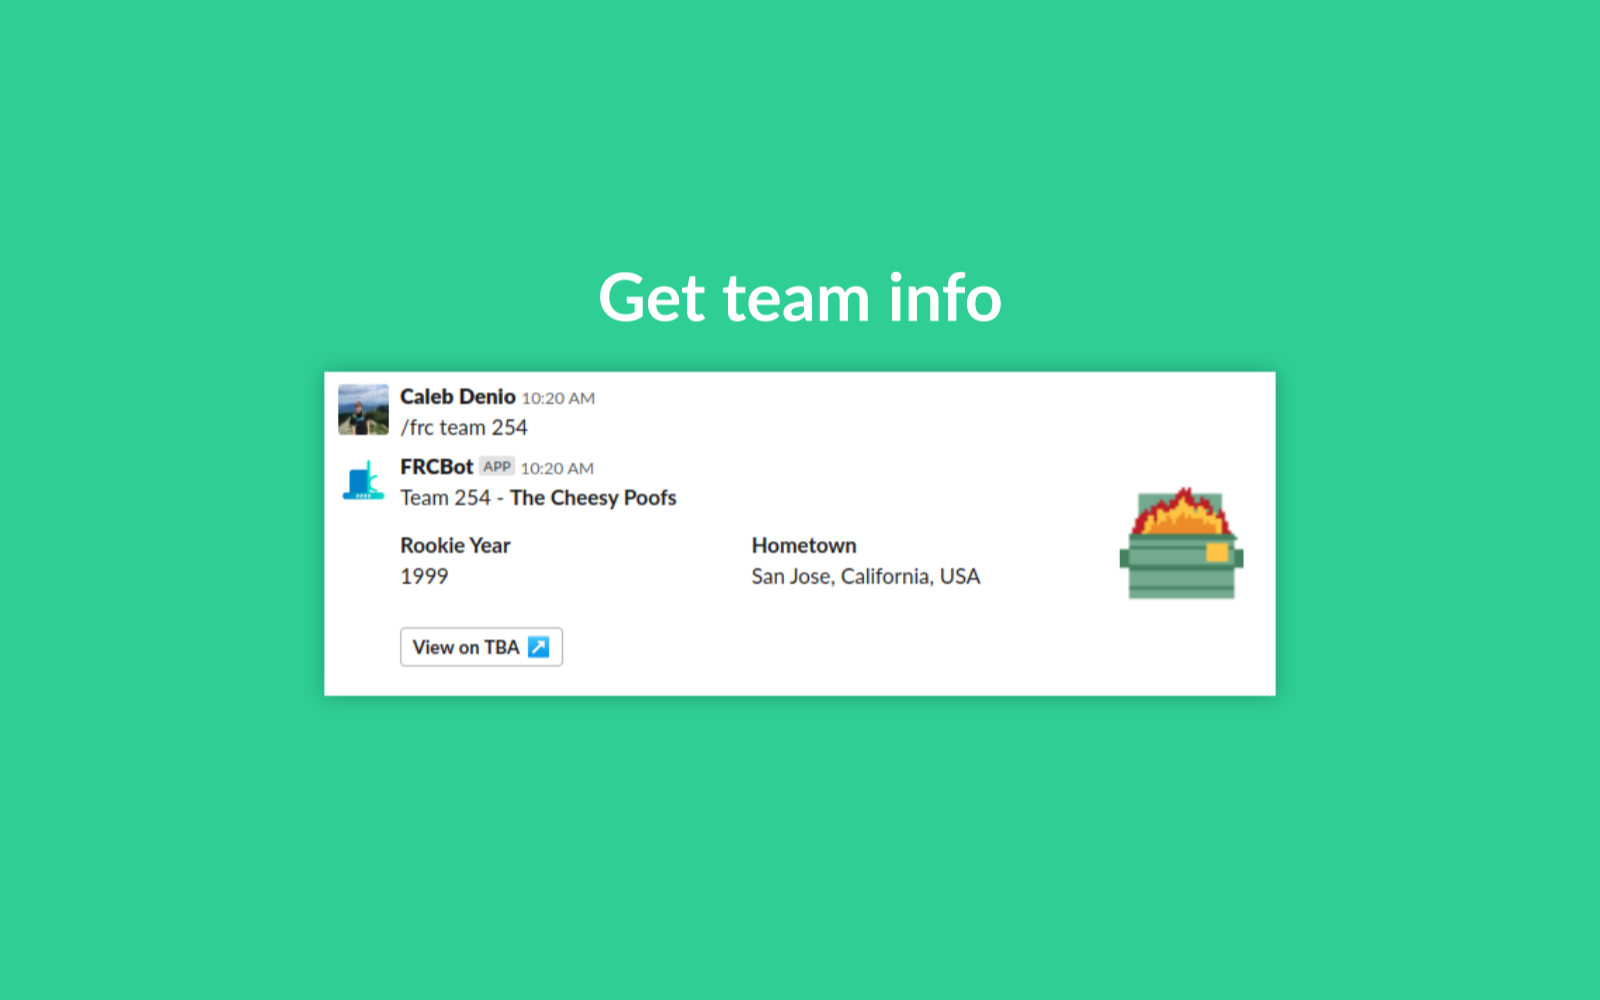 Get team info
Caleb Denio 10:20 AM
/frc team 254
FRCBot APP 10:20 AM
Team 254 - The Cheesy Poofs
Rookie Year
1999
Hometown
San Jose, California, USA
View on TBA